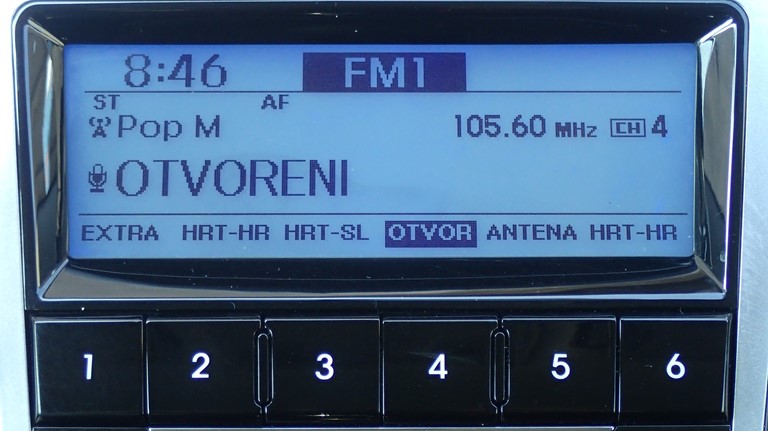 8:46 FM1
ST AF
Pop M 105.60 MHz CH 4
OTVORENI
EXTRA HRT-HR HRT-SL OTVOR ANTENA HRT-HR
1 2 3 4 5 6